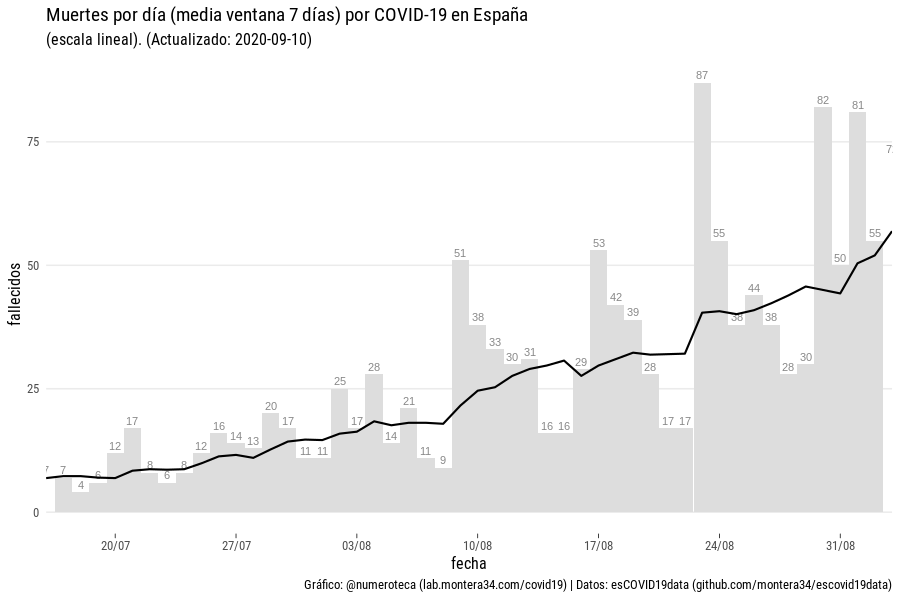 Muertes por día (media ventana 7 días) por COVID-19 en España
(escala lineal). (Actualizado: 2020-09-10)
fallecidos
75
50
25
0
7 7 4 6 12 17 8 6 8 12 16 14 13 20 17 11 11 25 17 28 14 21 11 9 51 38 33 30 31 16 16 29 53 42 39 28 17 17 87 55 38 44 38 28 30 82 50 81 55
20/07 27/07 03/08 10/08 17/08 24/08 31/08
fecha
Gráfico: @numeroteca (lab.montera34.com/covid19) | Datos: esCOVID19data (github.com/montera34/escovid19data)